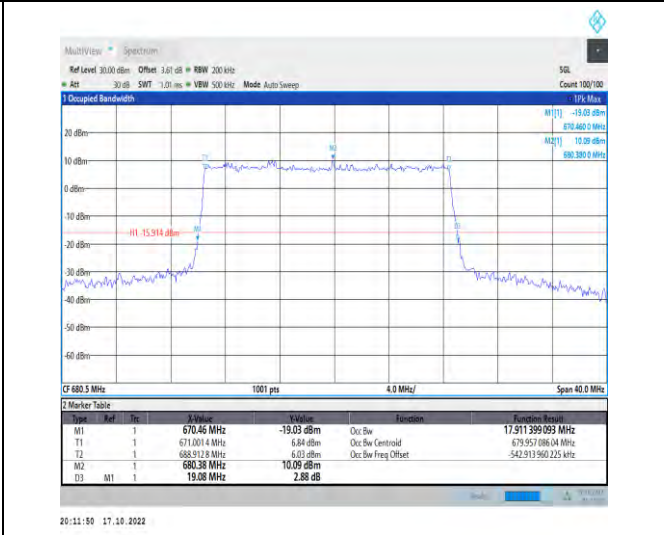 MultiView Spectrum
Ref Level 30.00 dBm Offset 3.61 dB RBW 200 kHz SGL
Att 30 dB SWT 1.01 ms VBW 500 kHz Mode Auto Sweep Count 100/100
1 Occupied Bandwidth 1Pk Max
M1[1] -19.03 dBm
670.460 0 MHz
M2[1] 10.09 dBm
680.380 0 MHz
20 dBm
10 dBm
0 dBm
-10 dBm
H1 -15.914 dBm
-20 dBm
-30 dBm
-40 dBm
-50 dBm
-60 dBm
CF 680.5 MHz 1001 pts 4.0 MHz/ Span 40.0 MHz
2 Marker Table
Type Ref Trc X-Value Y-Value Function Function Result
M1 1 670.46 MHz -19.03 dBm Occ Bw 17.911 399 093 MHz
T1 1 671.001 4 MHz 6.84 dBm Occ Bw Centroid 679.957 086 04 MHz
T2 1 688.912 8 MHz 6.03 dBm Occ Bw Freq Offset -542.913 960 225 kHz
M2 1 680.38 MHz 10.09 dBm
D3 M1 1 19.08 MHz 2.88 dB
20:11:50 17.10.2022